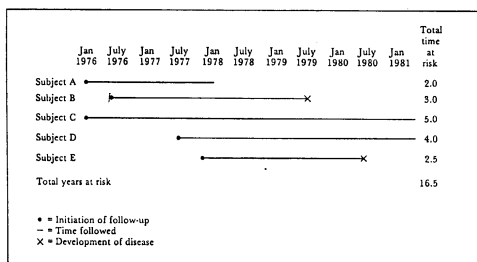 Total
time
at
risk
Jan July Jan July Jan July Jan July Jan July Jan
1976 1976 1977 1977 1978 1978 1979 1979 1980 1980 1981
Subject A 2.0
Subject B 3.0
Subject C 5.0
Subject D 4.0
Subject E 2.5
Total years at risk 16.5
• = Initiation of follow-up
– = Time followed
× = Development of disease